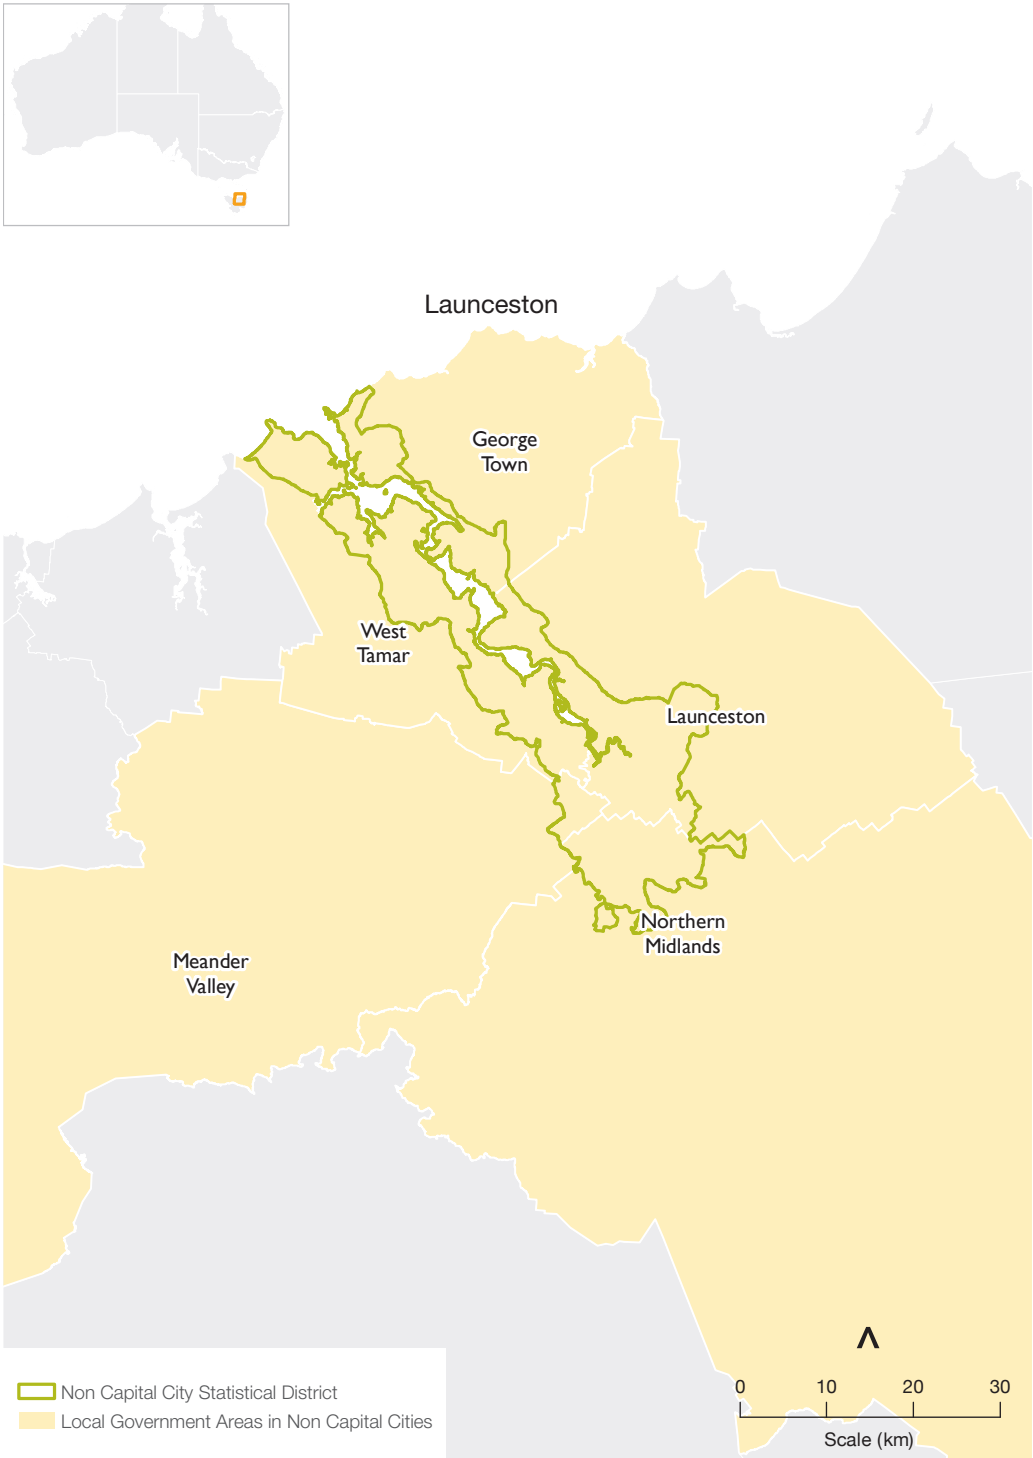 Launceston
George
Town
West
Tamar
Launceston
Northern
Midlands
Meander
Valley
Non Capital City Statistical District
Local Government Areas in Non Capital Cities
0 10 20 30
Scale (km)